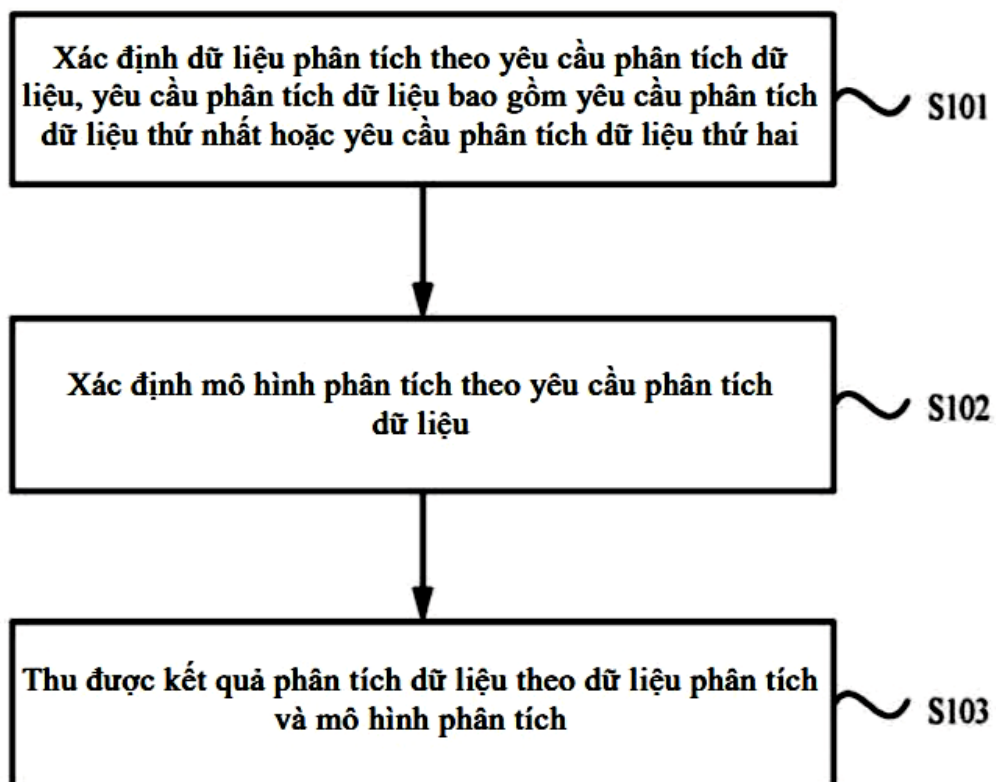 Xác định dữ liệu phân tích theo yêu cầu phân tích dữ
liệu, yêu cầu phân tích dữ liệu bao gồm yêu cầu phân tích
dữ liệu thứ nhất hoặc yêu cầu phân tích dữ liệu thứ hai
S101
Xác định mô hình phân tích theo yêu cầu phân tích
dữ liệu
S102
Thu được kết quả phân tích dữ liệu theo dữ liệu phân tích
và mô hình phân tích
S103